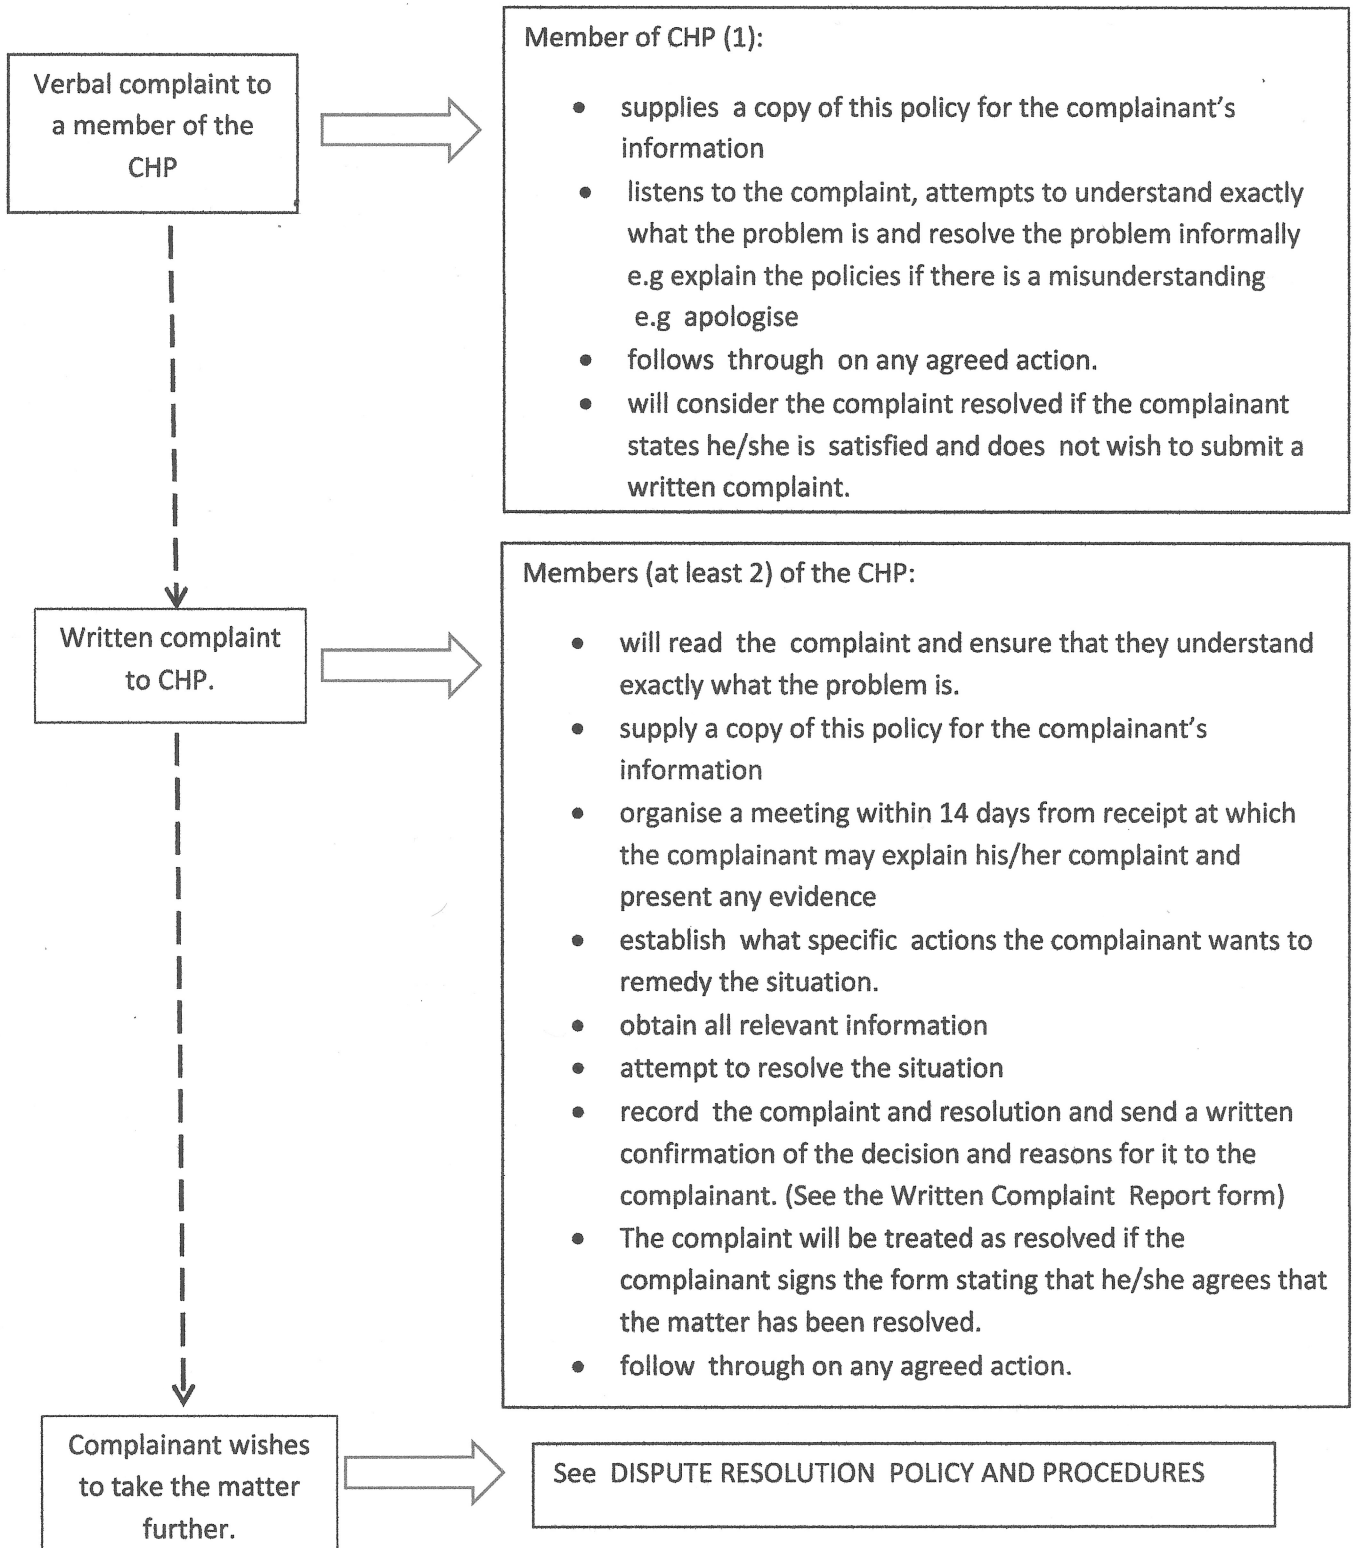 Verbal complaint to
a member of the
CHP
Member of CHP (1):
• supplies a copy of this policy for the complainant's
information
• listens to the complaint, attempts to understand exactly
what the problem is and resolve the problem informally
e.g explain the policies if there is a misunderstanding
e.g apologise
• follows through on any agreed action.
• will consider the complaint resolved if the complainant
states he/she is satisfied and does not wish to submit a
written complaint.
Written complaint
to CHP.
Members (at least 2) of the CHP:
• will read the complaint and ensure that they understand
exactly what the problem is.
• supply a copy of this policy for the complainant's
information
• organise a meeting within 14 days from receipt at which
the complainant may explain his/her complaint and
present any evidence
• establish what specific actions the complainant wants to
remedy the situation.
• obtain all relevant information
• attempt to resolve the situation
• record the complaint and resolution and send a written
confirmation of the decision and reasons for it to the
complainant. (See the Written Complaint Report form)
• The complaint will be treated as resolved if the
complainant signs the form stating that he/she agrees that
the matter has been resolved.
• follow through on any agreed action.
Complainant wishes
to take the matter
further.
See DISPUTE RESOLUTION POLICY AND PROCEDURES